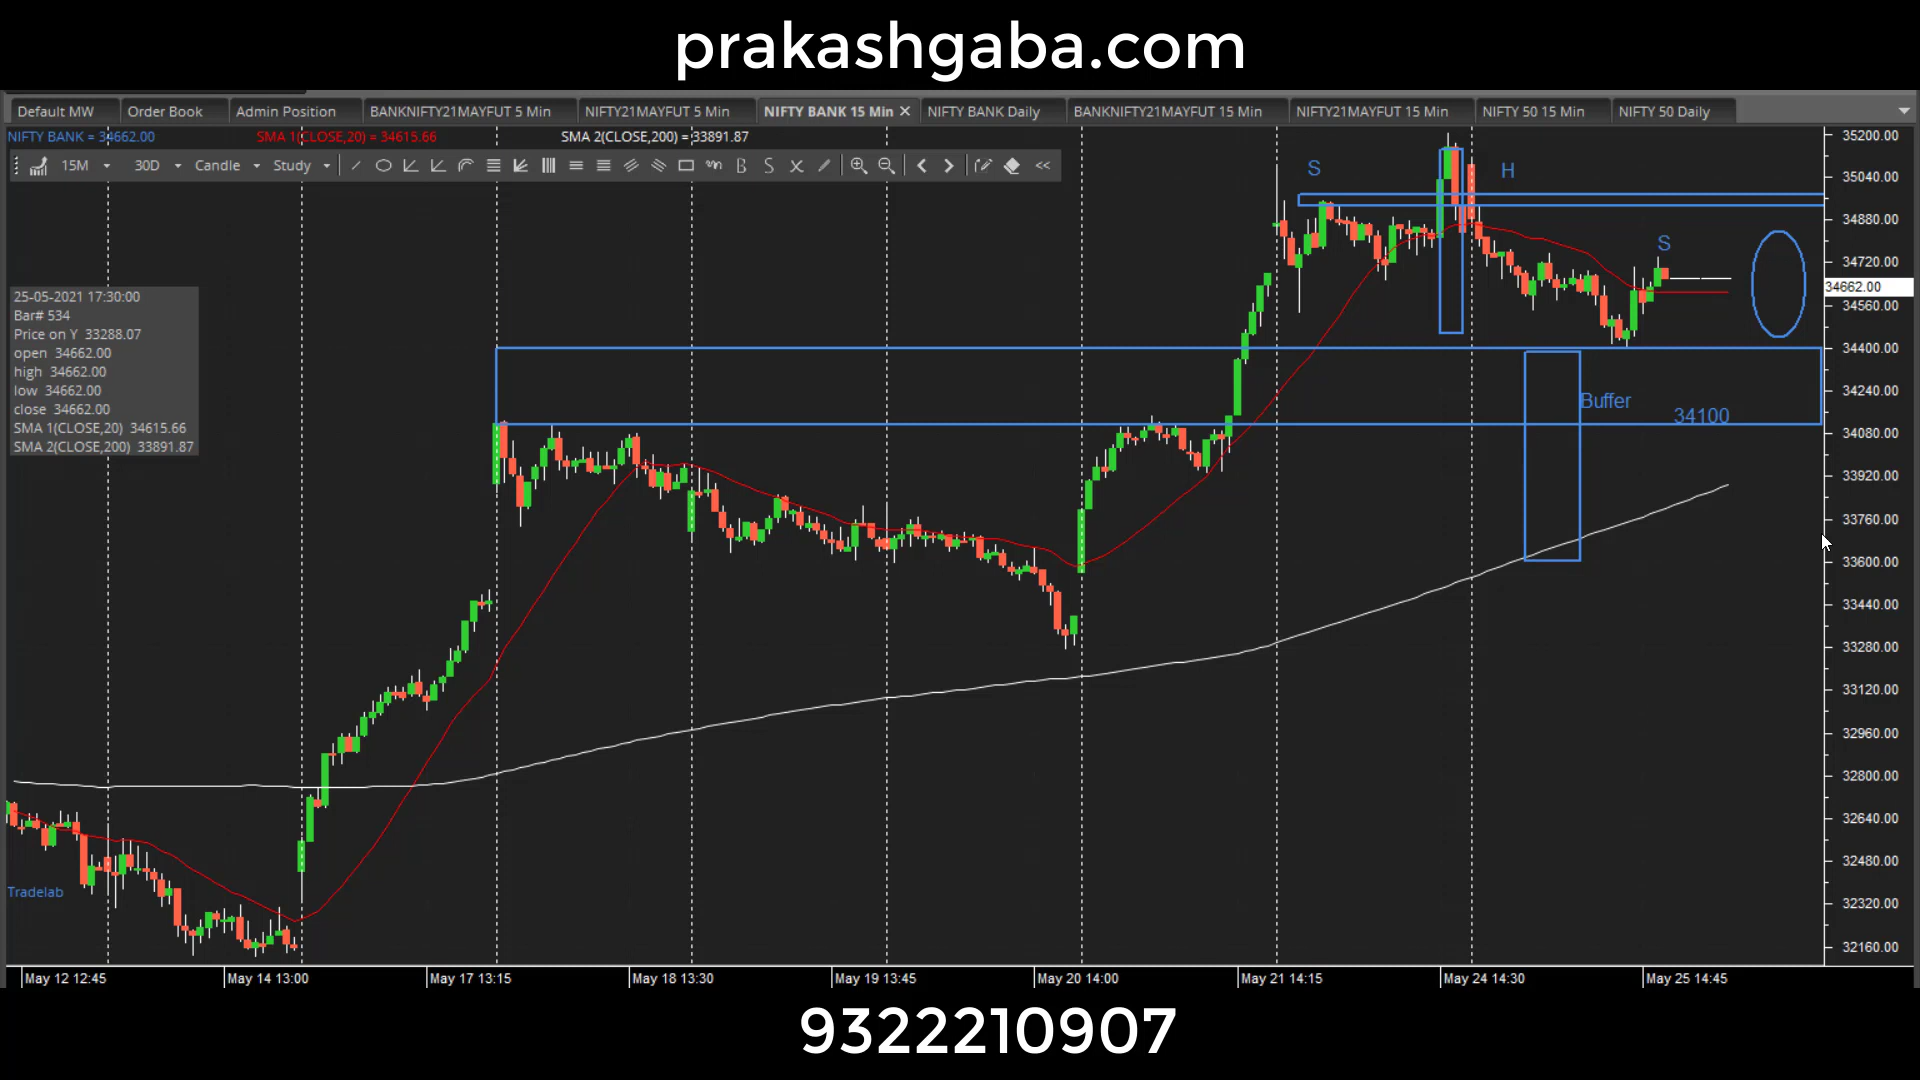 prakashgaba.com
Default MW Order Book Admin Position BANKNIFTY21MAYFUT 5 Min NIFTY21MAYFUT 5 Min NIFTY BANK 15 Min NIFTY BANK Daily BANKNIFTY21MAYFUT 15 Min NIFTY21MAYFUT 15 Min NIFTY 50 15 Min NIFTY 50 Daily
NIFTY BANK = 34662.00 SMA 1(CLOSE,20) = 34615.66 SMA 2(CLOSE,200) = 33891.87
15M 30D Candle Study B S X <<
S
H
S
25-05-2021 17:30:00
Bar# 534
Price on Y 33288.07
open 34662.00
high 34662.00
low 34662.00
close 34662.00
SMA 1(CLOSE,20) 34615.66
SMA 2(CLOSE,200) 33891.87
Buffer
34100
Tradelab
35200.00
35040.00
34880.00
34720.00
34662.00
34560.00
34400.00
34240.00
34080.00
33920.00
33760.00
33600.00
33440.00
33280.00
33120.00
32960.00
32800.00
32640.00
32480.00
32320.00
32160.00
May 12 12:45 May 14 13:00 May 17 13:15 May 18 13:30 May 19 13:45 May 20 14:00 May 21 14:15 May 24 14:30 May 25 14:45
9322210907